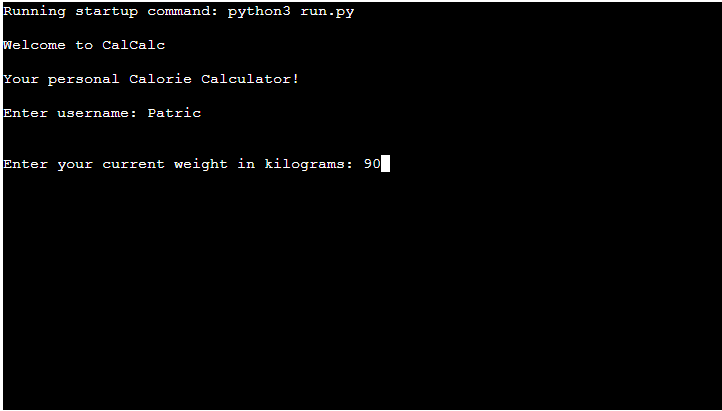 Running startup command: python3 run.py
Welcome to CalCalc
Your personal Calorie Calculator!
Enter username: Patric
Enter your current weight in kilograms: 90